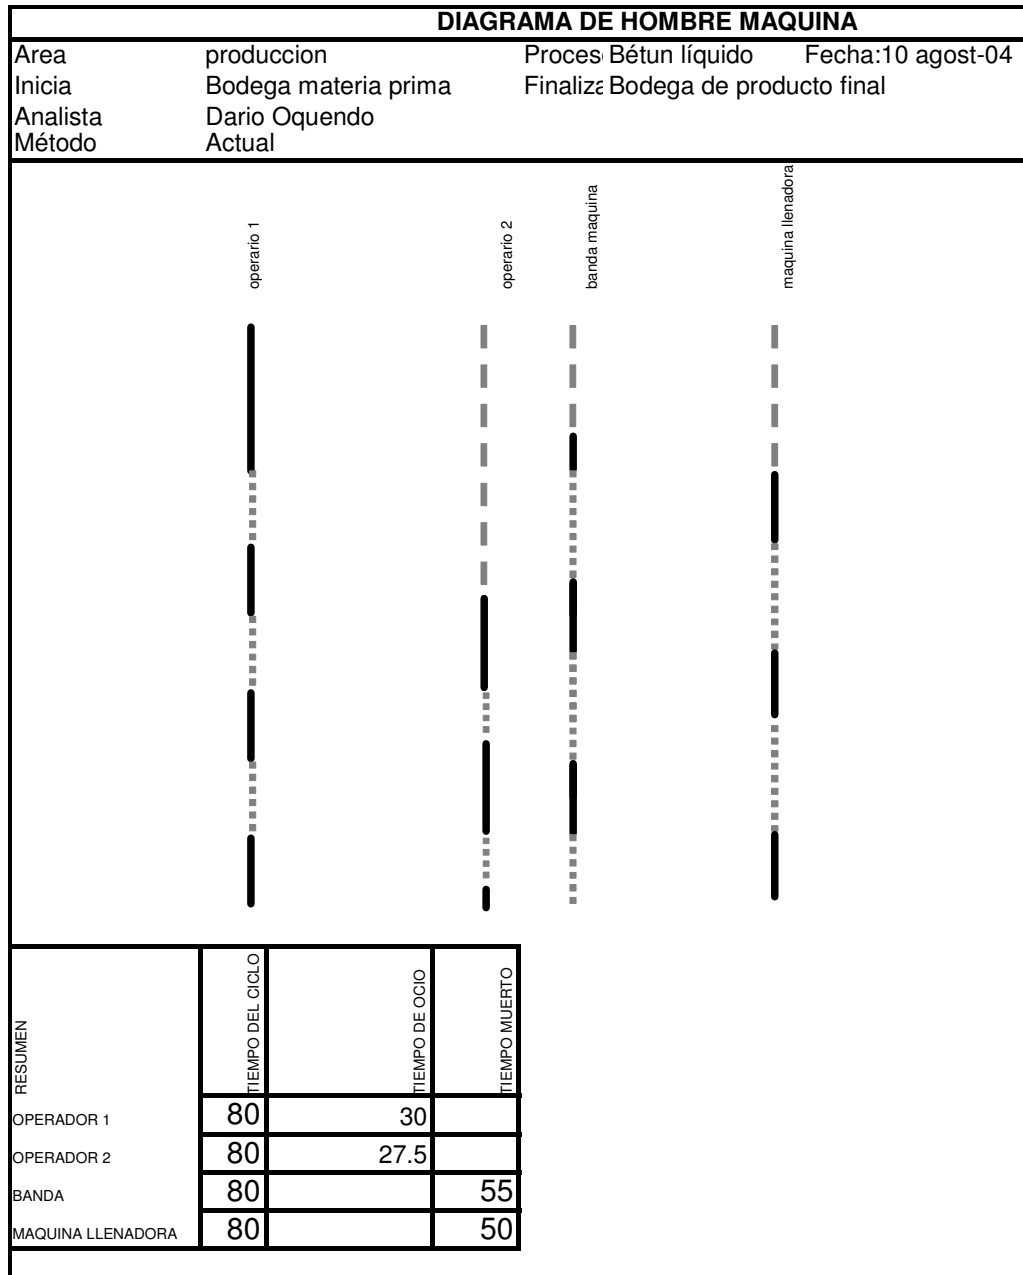 DIAGRAMA DE HOMBRE MAQUINA
Area produccion Proces Bétun líquido Fecha:10 agost-04
Inicia Bodega materia prima Finaliza Bodega de producto final
Analista Dario Oquendo
Método Actual
operario 1
operario 2
banda maquina
maquina llenadora
RESUMEN TIEMPO DEL CICLO TIEMPO DE OCIO TIEMPO MUERTO
OPERADOR 1 80 30
OPERADOR 2 80 27.5
BANDA 80 55
MAQUINA LLENADORA 80 50